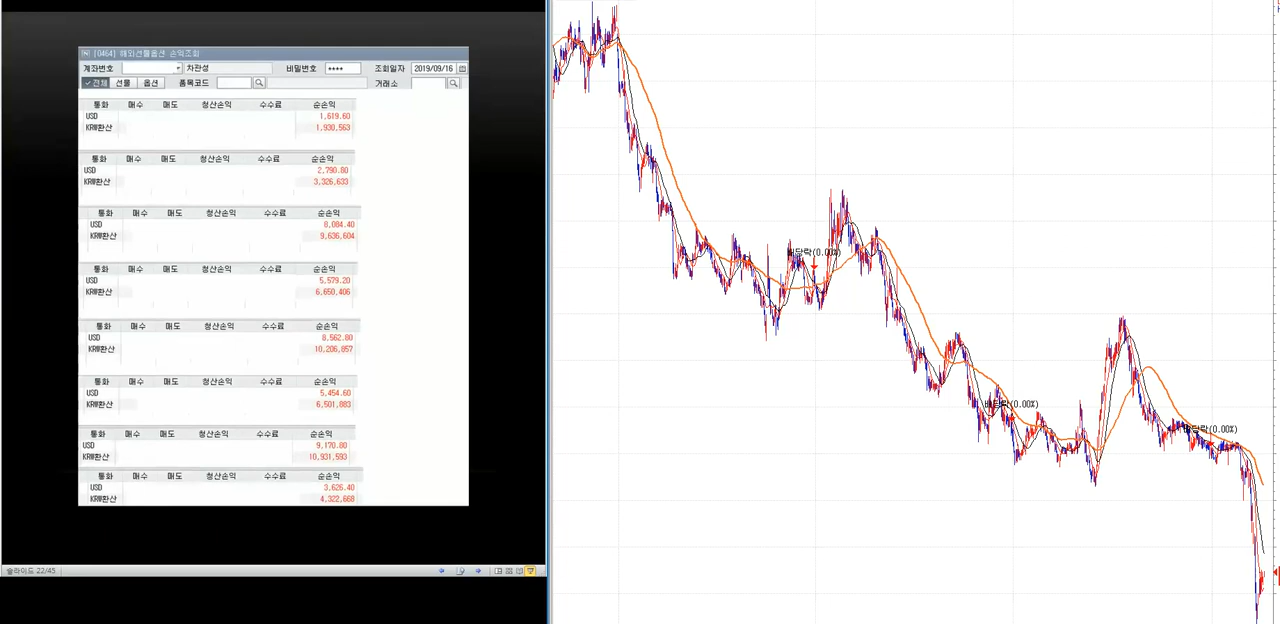 [0464] 해외선물옵션 손익조회
계좌번호 차관성 비밀번호 **** 조회일자 2019/09/16
전체 선물 옵션 품목코드 거래소
통화 매수 매도 청산손익 수수료 순손익
USD 1,619.60
KRW환산 1,930,563
통화 매수 매도 청산손익 수수료 순손익
USD 2,790.80
KRW환산 3,326,633
통화 매수 매도 청산손익 수수료 순손익
USD 8,084.40
KRW환산 9,636,604
통화 매수 매도 청산손익 수수료 순손익
USD 5,579.20
KRW환산 6,650,406
통화 매수 매도 청산손익 수수료 순손익
USD 8,562.80
KRW환산 10,206,857
통화 매수 매도 청산손익 수수료 순손익
USD 5,454.60
KRW환산 6,501,883
통화 매수 매도 청산손익 수수료 순손익
USD 9,170.80
KRW환산 10,931,593
통화 매수 매도 청산손익 수수료 순손익
USD 3,626.40
KRW환산 4,322,668
슬라이드 22/45
배당락(0.00%)
배당락(0.00%)
배당락(0.00%)